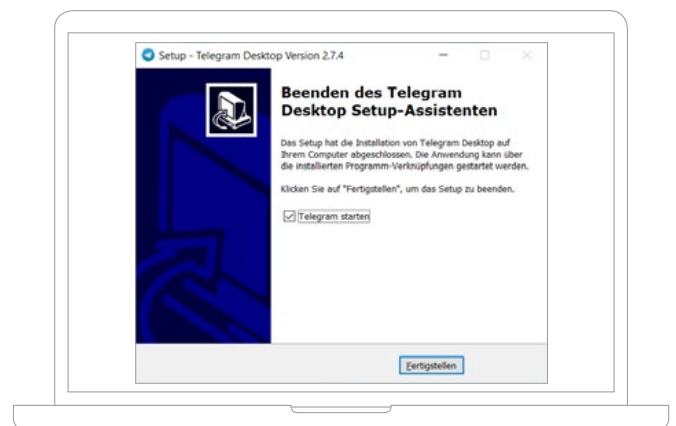 Setup - Telegram Desktop Version 2.7.4
Beenden des Telegram
Desktop Setup-Assistenten
Das Setup hat die Installation von Telegram Desktop auf
Ihrem Computer abgeschlossen. Die Anwendung kann über
die installierten Programm-Verknüpfungen gestartet werden.
Klicken Sie auf "Fertigstellen", um das Setup zu beenden.
Telegram starten
Fertigstellen